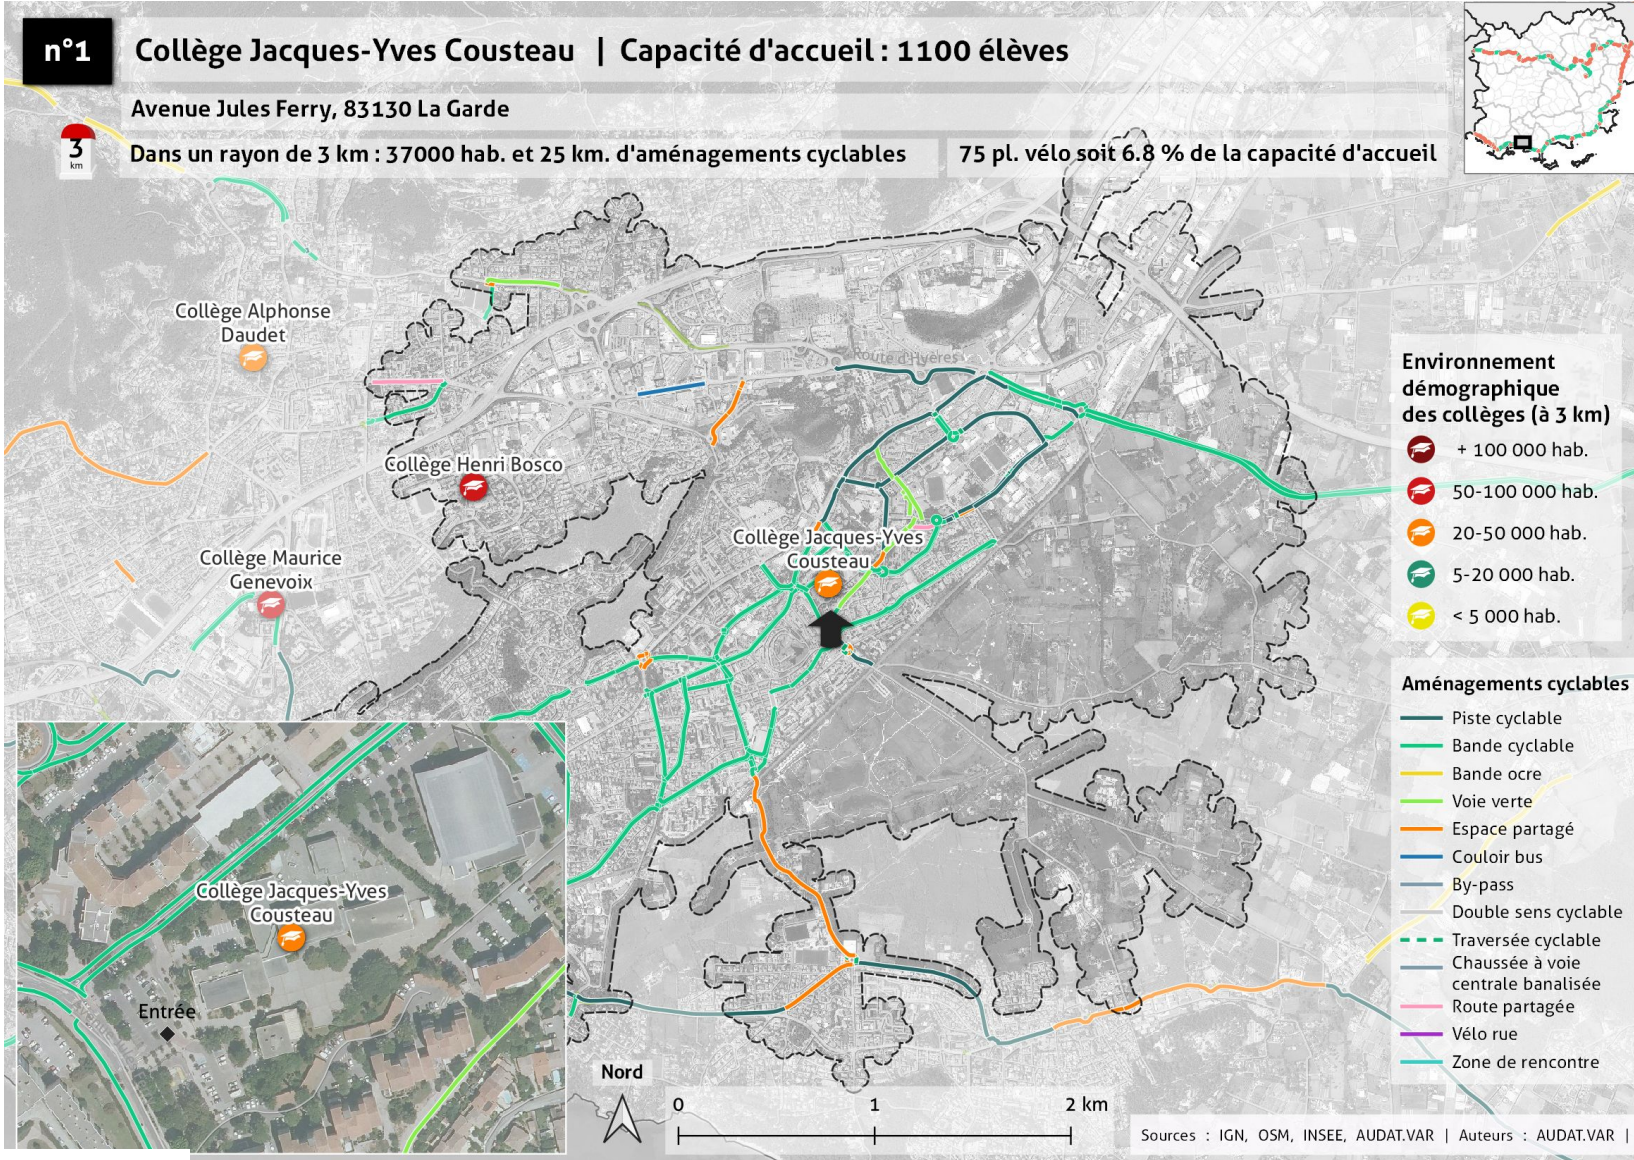 n°1
Collège Jacques-Yves Cousteau | Capacité d'accueil : 1100 élèves
Avenue Jules Ferry, 83130 La Garde
3
km
Dans un rayon de 3 km : 37000 hab. et 25 km. d'aménagements cyclables
75 pl. vélo soit 6.8 % de la capacité d'accueil
Collège Alphonse
Daudet
Route d'Hyères
Collège Henri Bosco
Collège Maurice
Genevoix
Collège Jacques-Yves
Cousteau
Environnement
démographique
des collèges (à 3 km)
+ 100 000 hab.
50-100 000 hab.
20-50 000 hab.
5-20 000 hab.
< 5 000 hab.
Aménagements cyclables
Piste cyclable
Bande cyclable
Bande ocre
Voie verte
Espace partagé
Couloir bus
By-pass
Double sens cyclable
Traversée cyclable
Chaussée à voie
centrale banalisée
Route partagée
Vélo rue
Zone de rencontre
Collège Jacques-Yves
Cousteau
Entrée
Nord
0 1 2 km
Sources : IGN, OSM, INSEE, AUDAT.VAR | Auteurs : AUDAT.VAR |